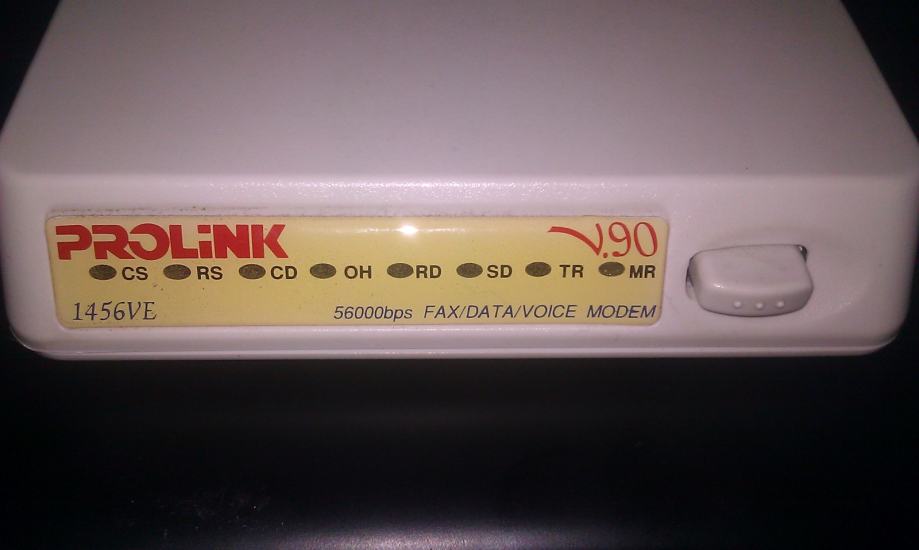 PROLiNK V.90
CS RS CD OH RD SD TR MR
1456VE 56000bps FAX/DATA/VOICE MODEM